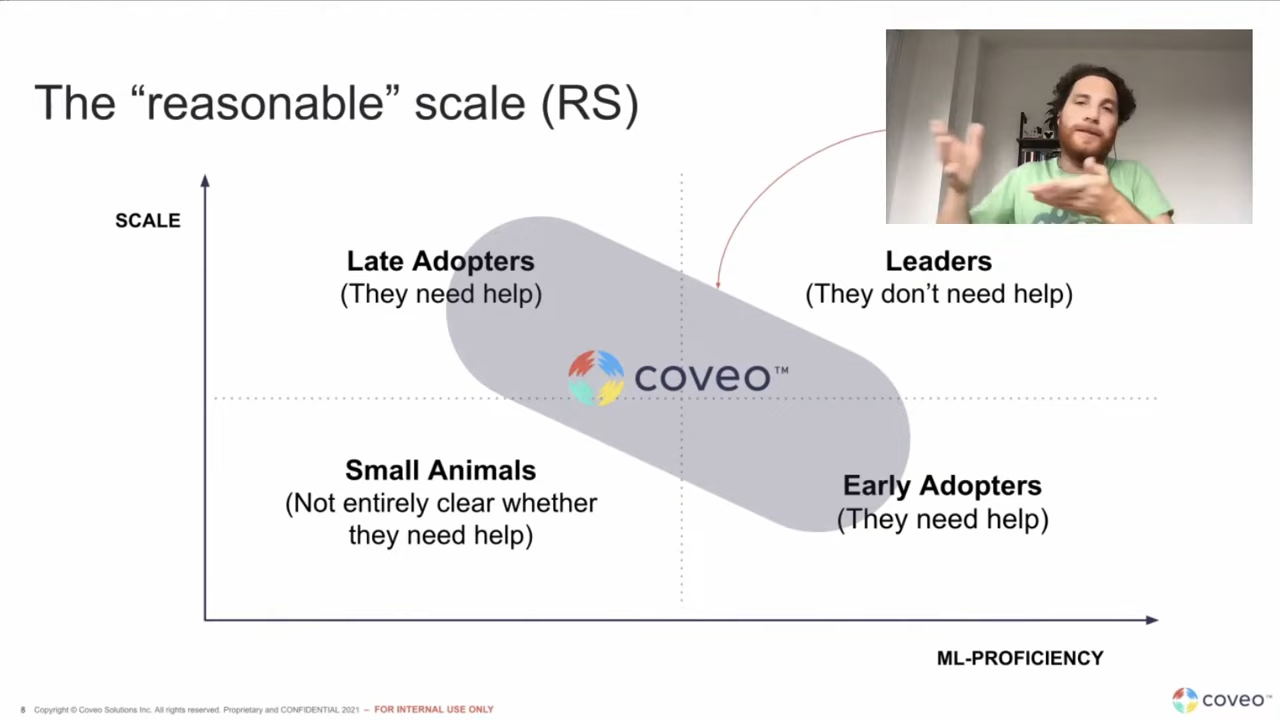 The “reasonable” scale (RS)
SCALE
Late Adopters
(They need help)
Leaders
(They don’t need help)
coveo™
Small Animals
(Not entirely clear whether
they need help)
Early Adopters
(They need help)
ML-PROFICIENCY
8 Copyright © Coveo Solutions Inc. All rights reserved. Proprietary and CONFIDENTIAL 2021 – FOR INTERNAL USE ONLY
coveo™